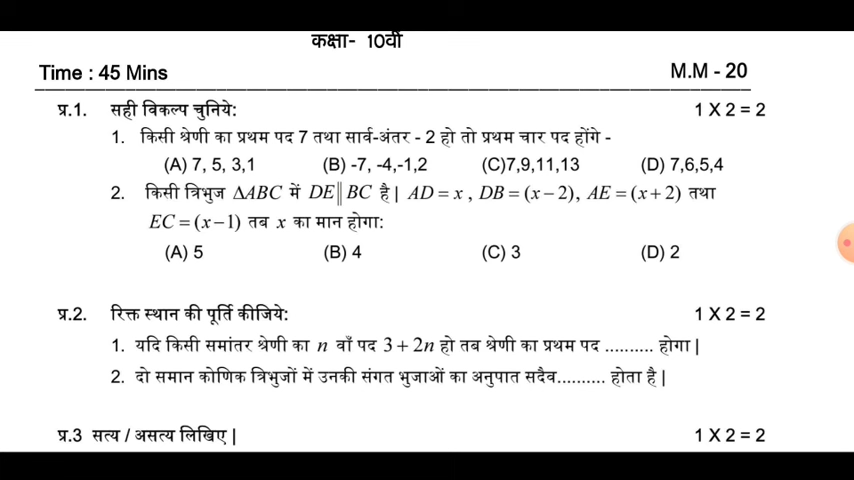 कक्षा- 10वीं
Time : 45 Mins M.M - 20
प्र.1. सही विकल्प चुनिये: 1 X 2 = 2
1. किसी श्रेणी का प्रथम पद 7 तथा सार्व-अंतर - 2 हो तो प्रथम चार पद होंगे -
(A) 7, 5, 3,1 (B) -7, -4,-1,2 (C)7,9,11,13 (D) 7,6,5,4
2. किसी त्रिभुज ΔABC में DE||BC है| AD = x , DB = (x − 2), AE = (x + 2) तथा
EC = (x − 1) तब x का मान होगा:
(A) 5 (B) 4 (C) 3 (D) 2
प्र.2. रिक्त स्थान की पूर्ति कीजिये: 1 X 2 = 2
1. यदि किसी समांतर श्रेणी का n वाँ पद 3 + 2n हो तब श्रेणी का प्रथम पद .......... होगा|
2. दो समान कोणिक त्रिभुजों में उनकी संगत भुजाओं का अनुपात सदैव.......... होता है|
प्र.3 सत्य / असत्य लिखिए| 1 X 2 = 2